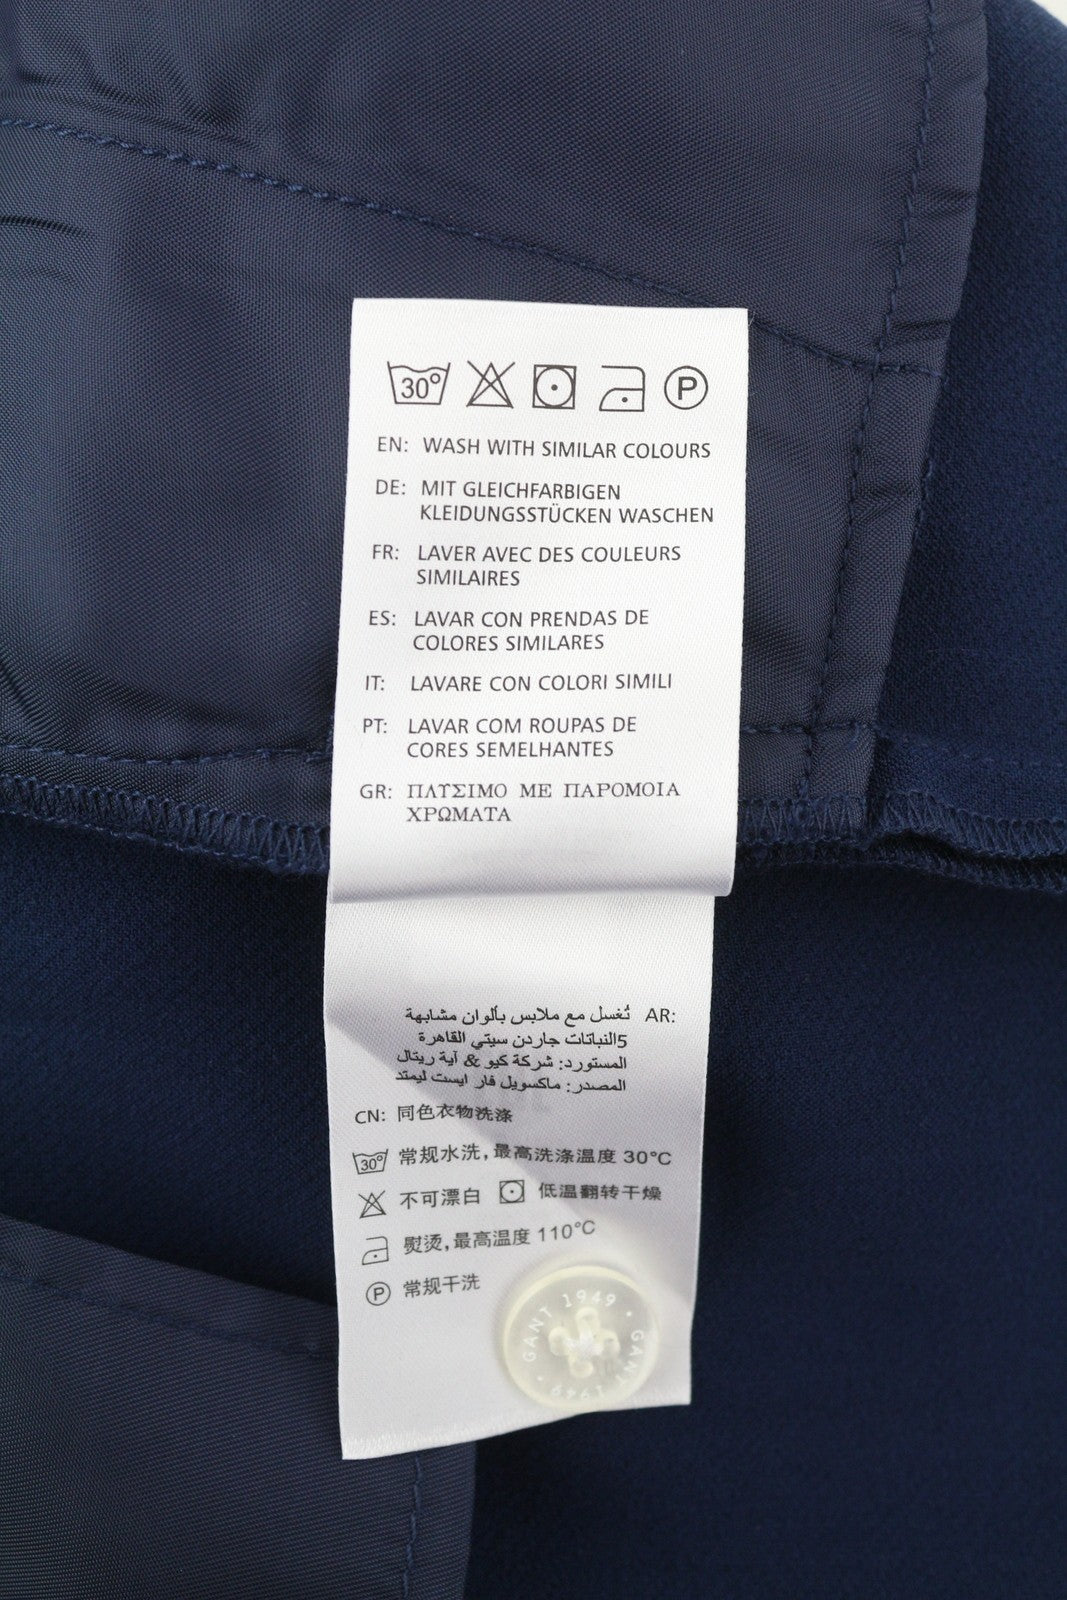 30°
P
EN: WASH WITH SIMILAR COLOURS
DE: MIT GLEICHFARBIGEN
KLEIDUNGSSTÜCKEN WASCHEN
FR: LAVER AVEC DES COULEURS
SIMILAIRES
ES: LAVAR CON PRENDAS DE
COLORES SIMILARES
IT: LAVARE CON COLORI SIMILI
PT: LAVAR COM ROUPAS DE
CORES SEMELHANTES
GR: ΠΛΥΣΙΜΟ ΜΕ ΠΑΡΟΜΟΙΑ
ΧΡΩΜΑΤΑ
AR: تُغسل مع ملابس بألوان مشابهة
5النباتات جاردن سيتي القاهرة
المستورد: شركة كيو & آية ريتال
المصدر: ماكسويل فار ايست ليمتد
CN: 同色衣物洗涤
30° 常规水洗,最高洗涤温度 30°C
不可漂白 低温翻转干燥
熨烫,最高温度 110°C
P 常规干洗
GANT 1949 · GANT 1949 ·